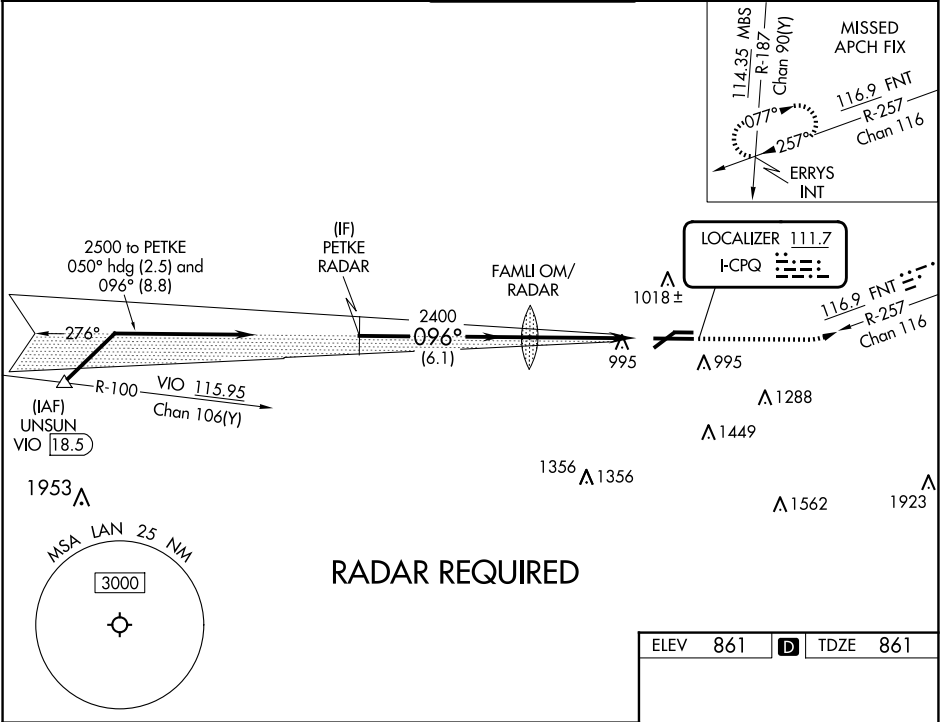 MISSED
APCH FIX
114.35 MBS
R-187
Chan 90(Y)
116.9 FNT
R-257
Chan 116
077°
257°
ERRYS
INT
LOCALIZER 111.7
I-CPQ
2500 to PETKE
050° hdg (2.5) and
096° (8.8)
(IF)
PETKE
RADAR
FAMLI OM/
RADAR
1018±
116.9 FNT
R-257
Chan 116
2400
096°
(6.1)
276°
995
995
R-100
VIO 115.95
Chan 106(Y)
(IAF)
UNSUN
VIO 18.5
1288
1449
1356
1356
1562
1923
1953
MSA LAN 25 NM
3000
RADAR REQUIRED
ELEV 861 D TDZE 861